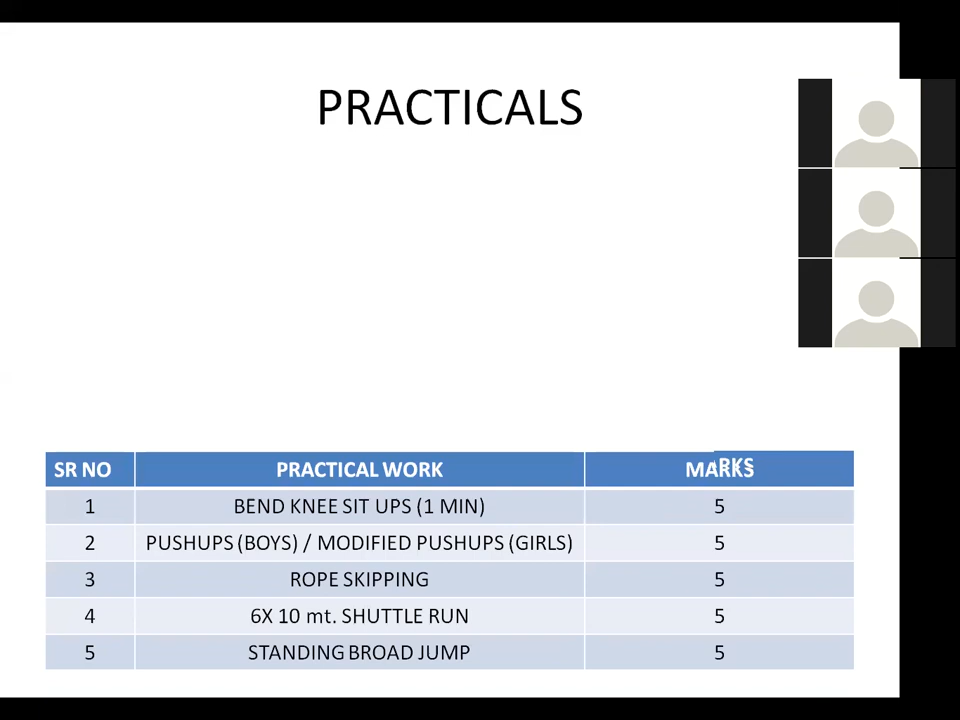 PRACTICALS
SR NO PRACTICAL WORK MARKS
1 BEND KNEE SIT UPS (1 MIN) 5
2 PUSHUPS (BOYS) / MODIFIED PUSHUPS (GIRLS) 5
3 ROPE SKIPPING 5
4 6X 10 mt. SHUTTLE RUN 5
5 STANDING BROAD JUMP 5